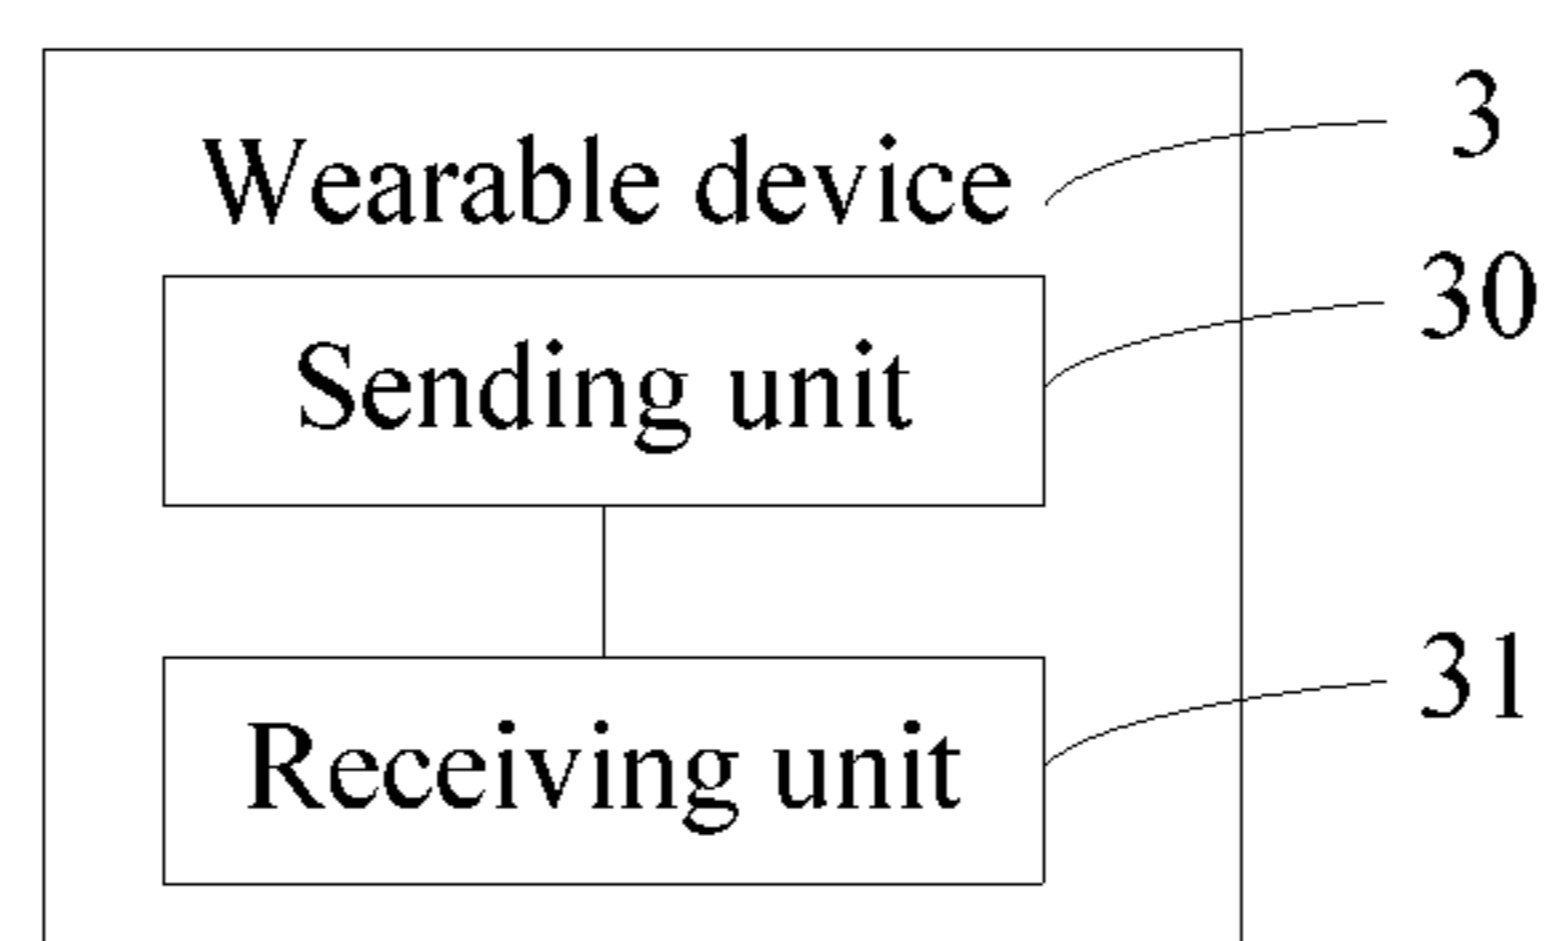 Wearable device
3
Sending unit
30
Receiving unit
31